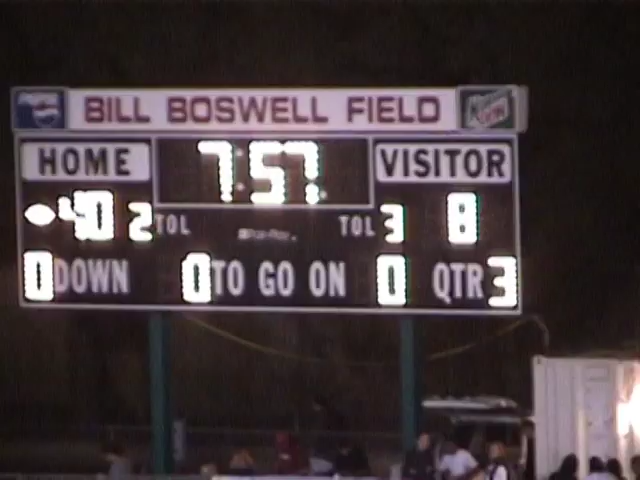 BILL BOSWELL FIELD
HOME 7:57 VISITOR
40 2 TOL TOL 3 8
0 DOWN 0 TO GO ON 0 QTR 3